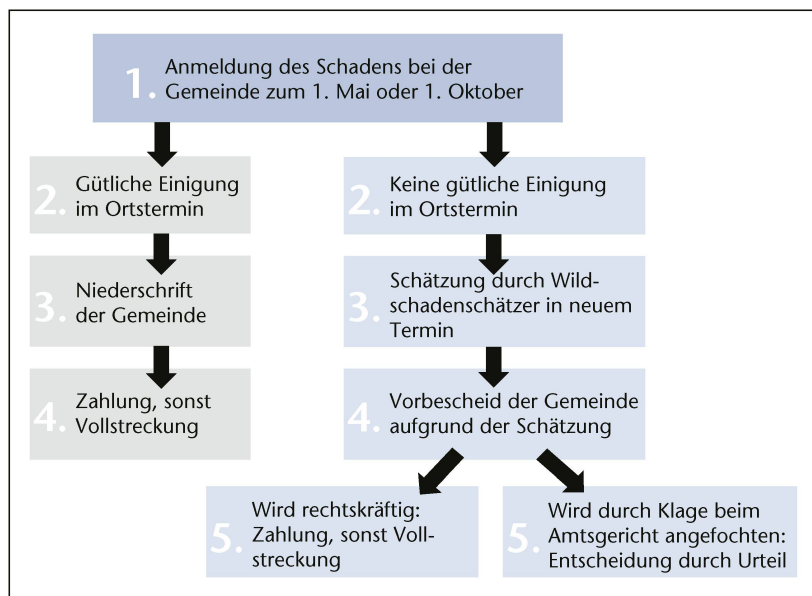 1. Anmeldung des Schadens bei der
Gemeinde zum 1. Mai oder 1. Oktober
2. Gütliche Einigung
im Ortstermin
2. Keine gütliche Einigung
im Ortstermin
3. Niederschrift
der Gemeinde
3. Schätzung durch Wild-
schadenschätzer in neuem
Termin
4. Zahlung, sonst
Vollstreckung
4. Vorbescheid der Gemeinde
aufgrund der Schätzung
5. Wird rechtskräftig:
Zahlung, sonst Voll-
streckung
5. Wird durch Klage beim
Amtsgericht angefochten:
Entscheidung durch Urteil